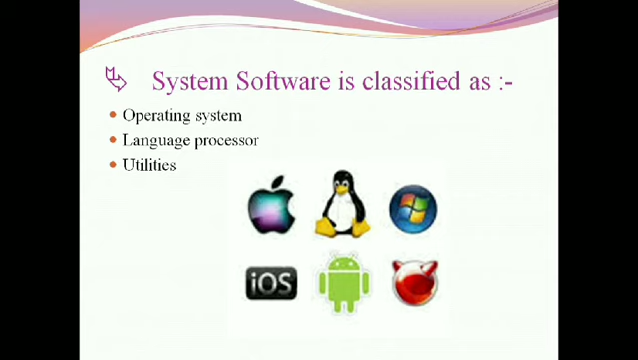 System Software is classified as :-
Operating system
Language processor
Utilities
iOS